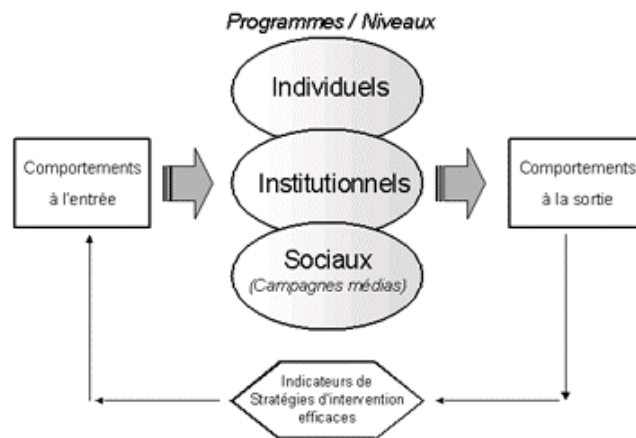 Programmes / Niveaux
Individuels
Comportements
à l'entrée
Institutionnels
Comportements
à la sortie
Sociaux
(Campagnes médias)
Indicateurs de
Stratégies d'intervention
efficaces